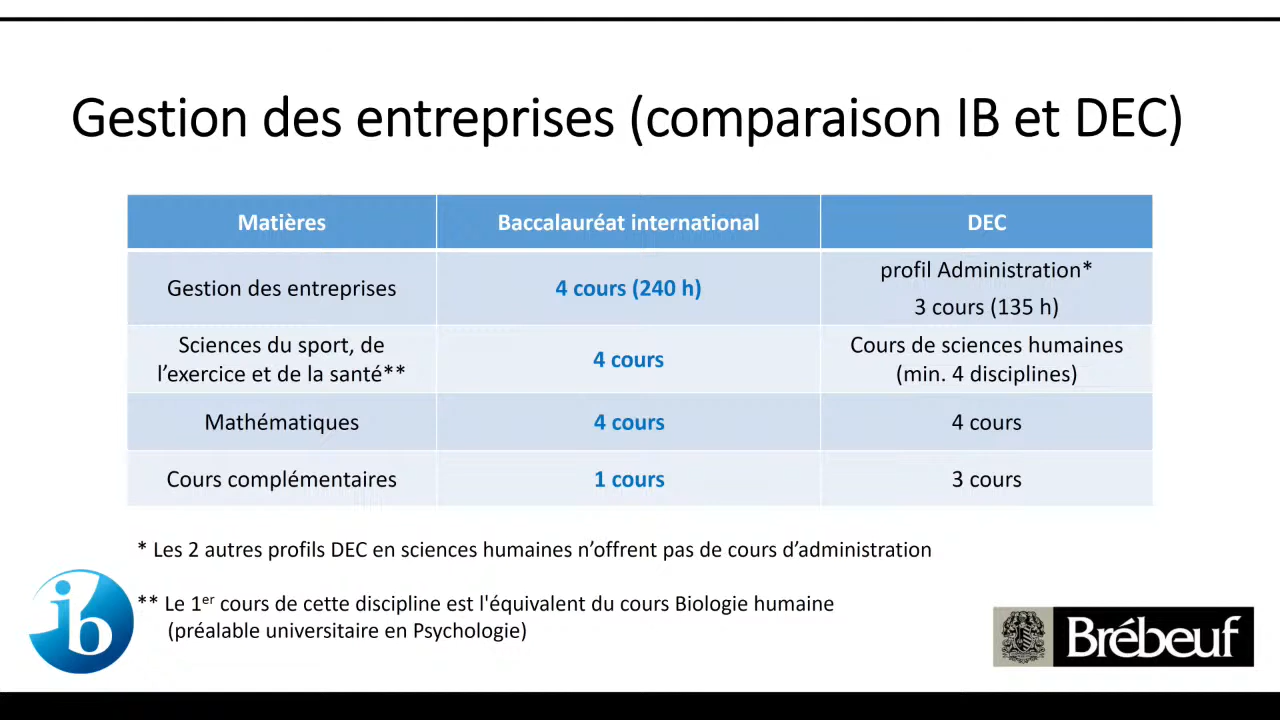 Gestion des entreprises (comparaison IB et DEC)
Matières Baccalauréat international DEC
Gestion des entreprises 4 cours (240 h) profil Administration*
3 cours (135 h)
Sciences du sport, de
l’exercice et de la santé** 4 cours Cours de sciences humaines
(min. 4 disciplines)
Mathématiques 4 cours 4 cours
Cours complémentaires 1 cours 3 cours
* Les 2 autres profils DEC en sciences humaines n’offrent pas de cours d’administration
** Le 1er cours de cette discipline est l'équivalent du cours Biologie humaine
(préalable universitaire en Psychologie)
ib
Brébeuf